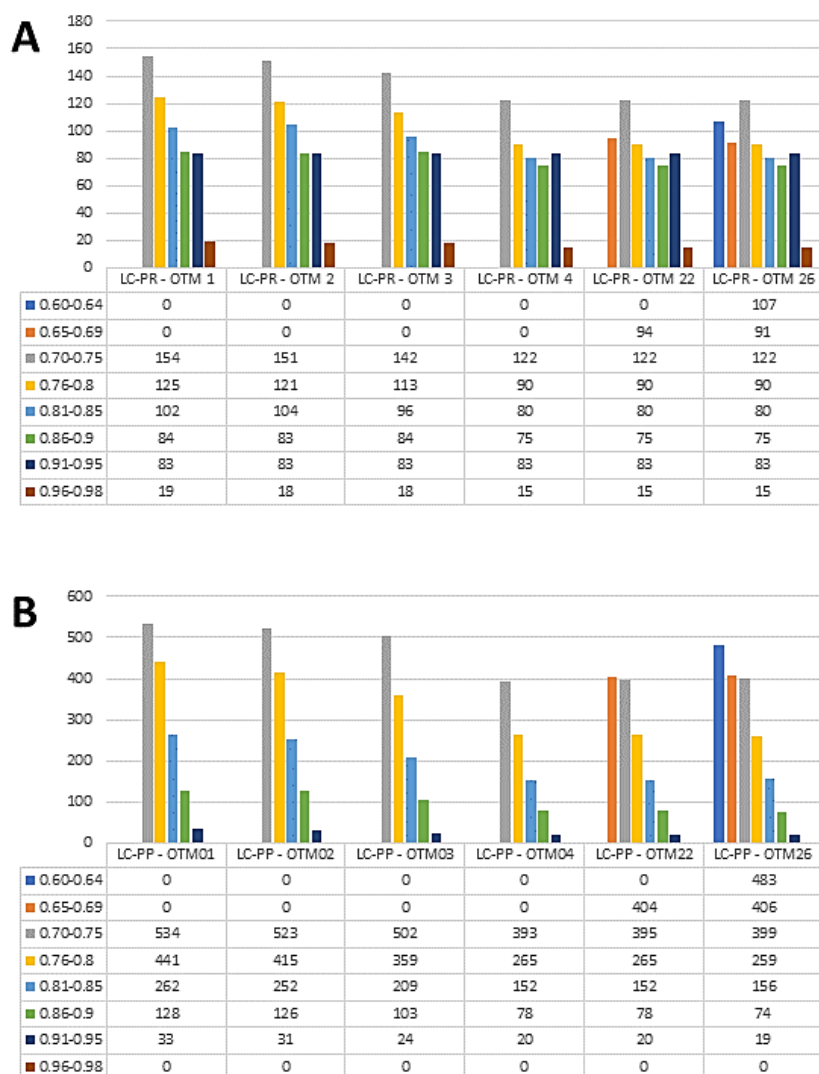 A
180
160
140
120
100
80
60
40
20
0
LC-PR - OTM 1 LC-PR - OTM 2 LC-PR - OTM 3 LC-PR - OTM 4 LC-PR - OTM 22 LC-PR - OTM 26
0.60-0.64 0 0 0 0 0 107
0.65-0.69 0 0 0 0 94 91
0.70-0.75 154 151 142 122 122 122
0.76-0.8 125 121 113 90 90 90
0.81-0.85 102 104 96 80 80 80
0.86-0.9 84 83 84 75 75 75
0.91-0.95 83 83 83 83 83 83
0.96-0.98 19 18 18 15 15 15
B
600
500
400
300
200
100
0
LC-PP - OTM01 LC-PP - OTM02 LC-PP - OTM03 LC-PP - OTM04 LC-PP - OTM22 LC-PP - OTM26
0.60-0.64 0 0 0 0 0 483
0.65-0.69 0 0 0 0 404 406
0.70-0.75 534 523 502 393 395 399
0.76-0.8 441 415 359 265 265 259
0.81-0.85 262 252 209 152 152 156
0.86-0.9 128 126 103 78 78 74
0.91-0.95 33 31 24 20 20 19
0.96-0.98 0 0 0 0 0 0